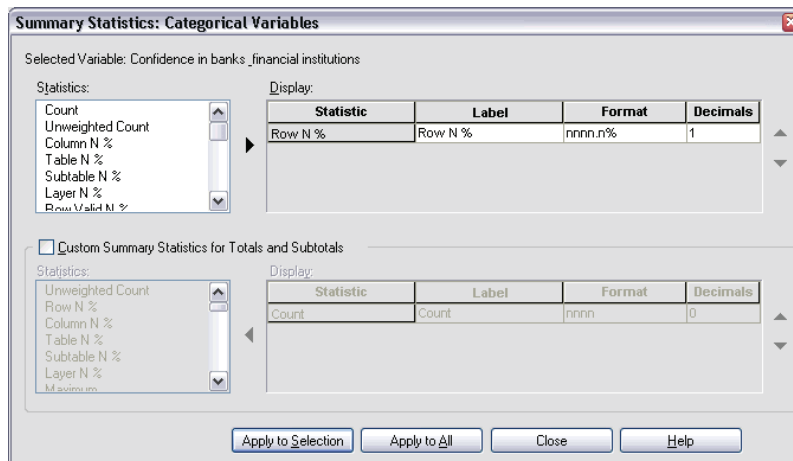 Summary Statistics: Categorical Variables
Selected Variable: Confidence in banks _financial institutions
Statistics:
Count
Unweighted Count
Column N %
Table N %
Subtable N %
Layer N %
Row Valid N %
Display:
Statistic Label Format Decimals
Row N % Row N % nnnn.n% 1
Custom Summary Statistics for Totals and Subtotals
Statistics:
Unweighted Count
Row N %
Column N %
Table N %
Subtable N %
Layer N %
Maximum
Display:
Statistic Label Format Decimals
Count Count nnnn 0
Apply to Selection Apply to All Close Help